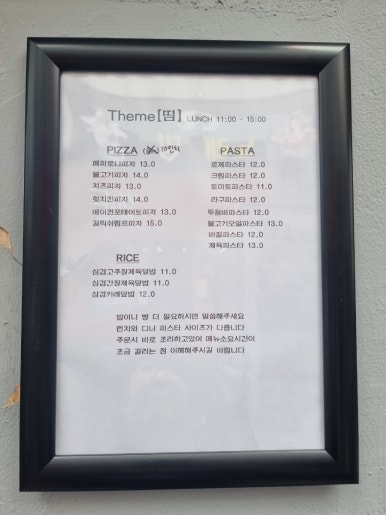 Theme[띔] LUNCH 11:00 - 15:00
PIZZA
페퍼로니피자 13.0
불고기피자 14.0
치즈피자 13.0
핫치킨피자 14.0
베이컨포테이토피자 13.0
갈릭쉬림프피자 15.0
PASTA
로제파스타 12.0
크림파스타 12.0
토마토파스타 11.0
라구파스타 12.0
투움바파스타 12.0
불고기오일파스타 13.0
바질파스타 12.0
제육파스타 13.0
RICE
삼겹고추장제육덮밥 11.0
삼겹간장제육덮밥 11.0
삼겹카레덮밥 12.0
밥이나 빵 더 필요하시면 말씀해주세요
런치와 디너 파스타 사이즈가 다릅니다
주문시 바로 조리하고있어 메뉴소요시간이
조금 걸리는 점 이해해주시길 바랍니다